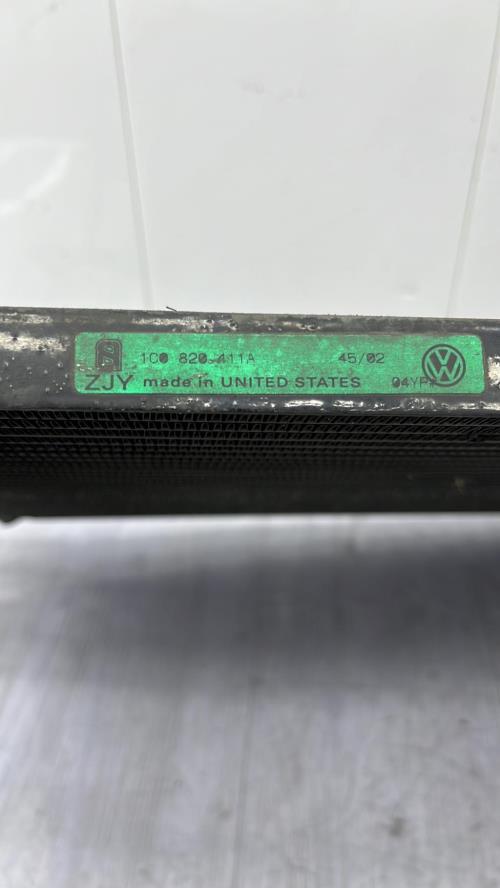 1C0 820 411A 45/02
ZJY made in UNITED STATES